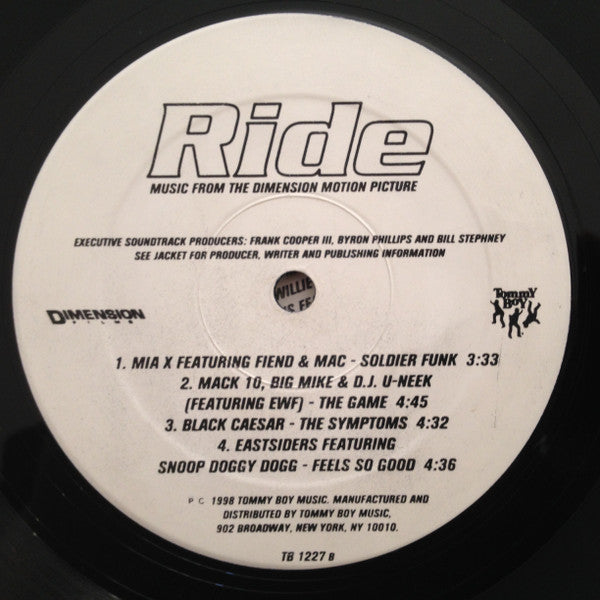 Ride
MUSIC FROM THE DIMENSION MOTION PICTURE
EXECUTIVE SOUNDTRACK PRODUCERS: FRANK COOPER III, BYRON PHILLIPS AND BILL STEPHNEY
SEE JACKET FOR PRODUCER, WRITER AND PUBLISHING INFORMATION
WILLIE
DIMENSION
FILMS
TommY
BoY
1. MIA X FEATURING FIEND & MAC - SOLDIER FUNK 3:33
2. MACK 10, BIG MIKE & D.J. U-NEEK
(FEATURING EWF) - THE GAME 4:45
3. BLACK CAESAR - THE SYMPTOMS 4:32
4. EASTSIDERS FEATURING
SNOOP DOGGY DOGG - FEELS SO GOOD 4:36
P C 1998 TOMMY BOY MUSIC. MANUFACTURED AND
DISTRIBUTED BY TOMMY BOY MUSIC,
902 BROADWAY, NEW YORK, NY 10010.
TB 1227 B